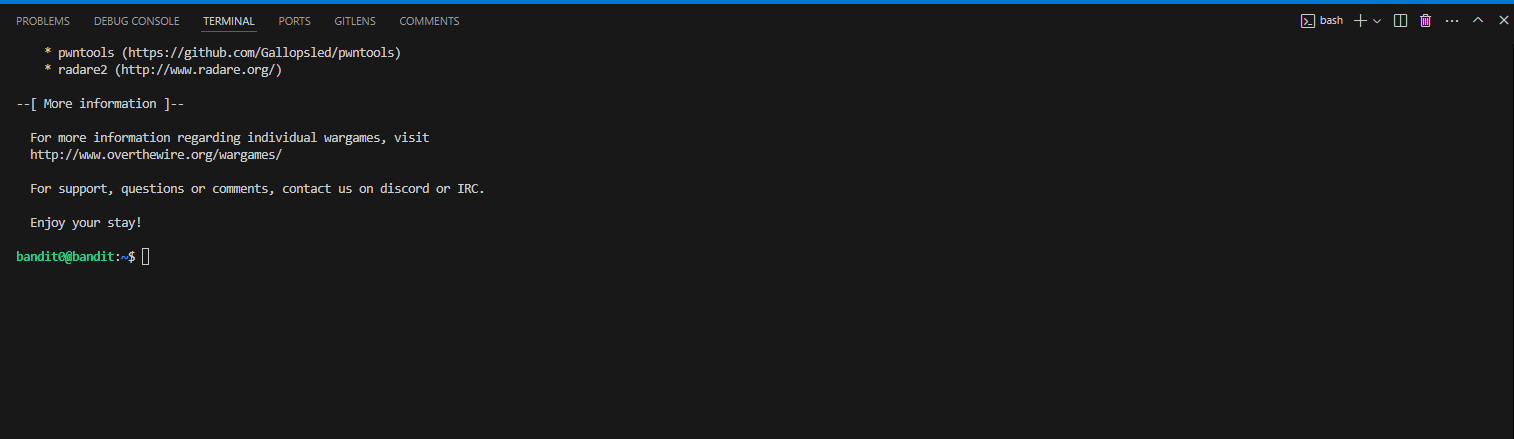 PROBLEMS DEBUG CONSOLE TERMINAL PORTS GITLENS COMMENTS bash
* pwntools (https://github.com/Gallopsled/pwntools)
* radare2 (http://www.radare.org/)
--[ More information ]--
For more information regarding individual wargames, visit
http://www.overthewire.org/wargames/
For support, questions or comments, contact us on discord or IRC.
Enjoy your stay!
bandit0@bandit:~$